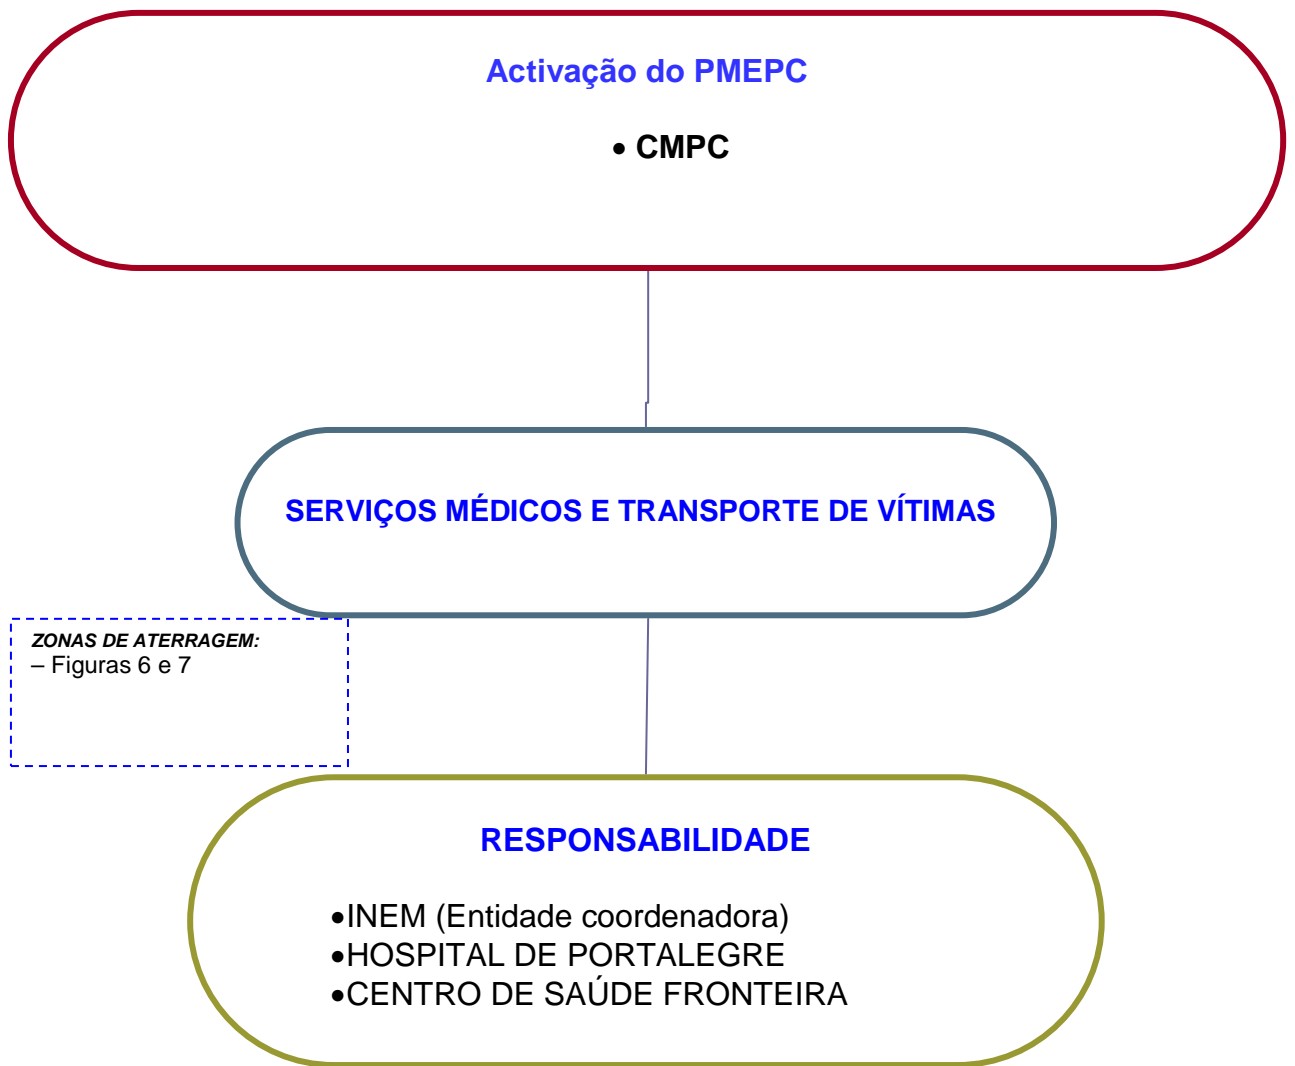 Activação do PMEPC
• CMPC
SERVIÇOS MÉDICOS E TRANSPORTE DE VÍTIMAS
ZONAS DE ATERRAGEM:
– Figuras 6 e 7
RESPONSABILIDADE
•INEM (Entidade coordenadora)
•HOSPITAL DE PORTALEGRE
•CENTRO DE SAÚDE FRONTEIRA